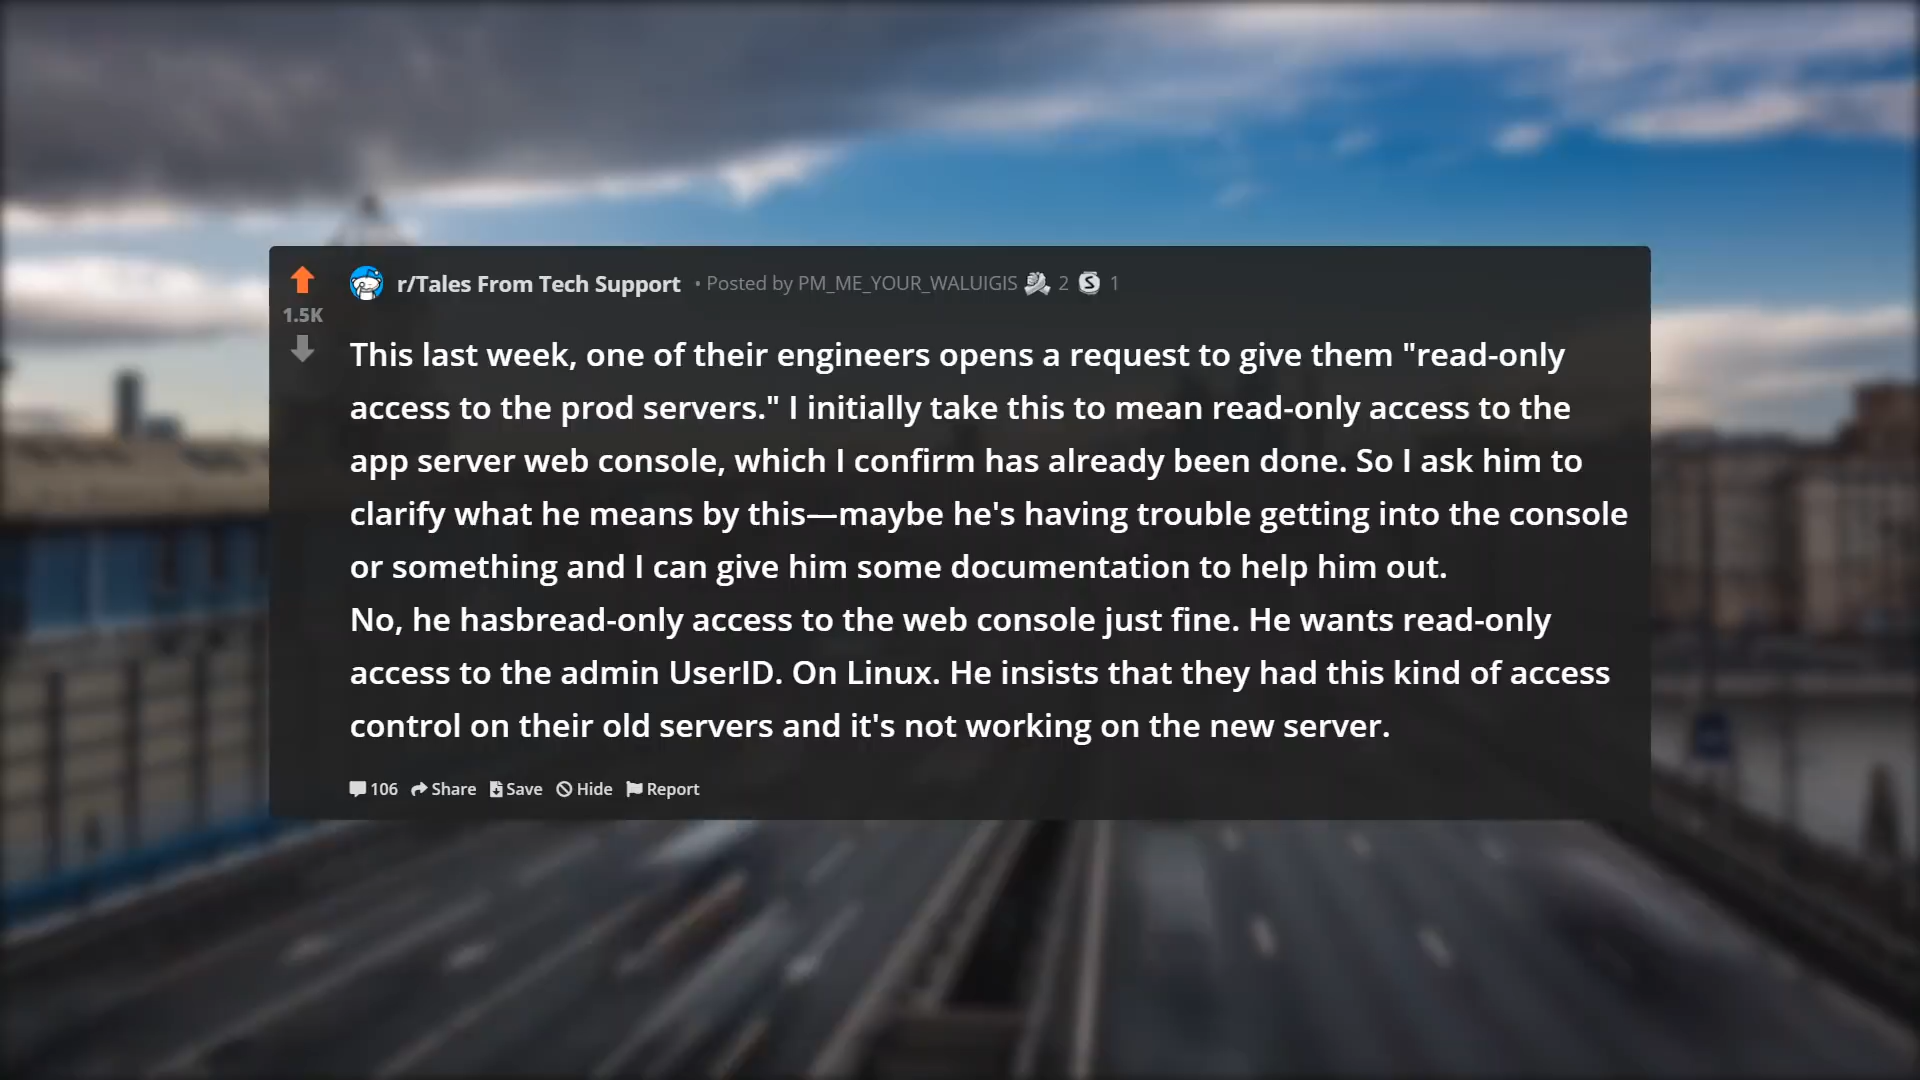 r/Tales From Tech Support • Posted by PM_ME_YOUR_WALUIGIS 2 S 1
1.5K
This last week, one of their engineers opens a request to give them "read-only
access to the prod servers." I initially take this to mean read-only access to the
app server web console, which I confirm has already been done. So I ask him to
clarify what he means by this—maybe he's having trouble getting into the console
or something and I can give him some documentation to help him out.
No, he hasbread-only access to the web console just fine. He wants read-only
access to the admin UserID. On Linux. He insists that they had this kind of access
control on their old servers and it's not working on the new server.
106 Share Save Hide Report